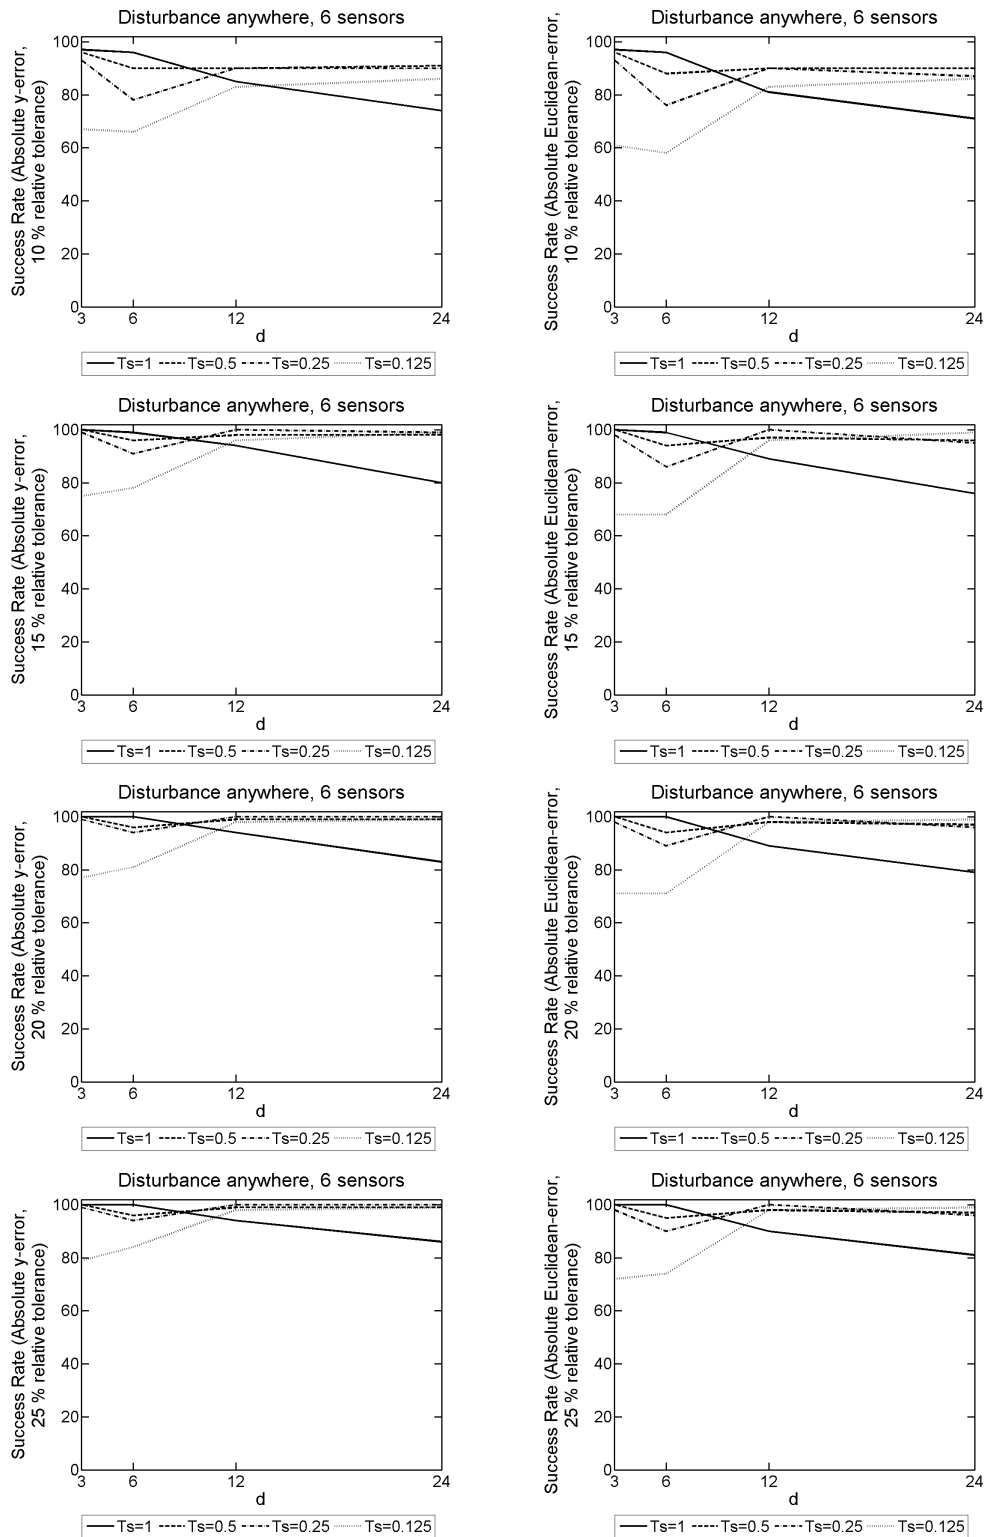 Disturbance anywhere, 6 sensors
Success Rate (Absolute y-error,
10 % relative tolerance)
100
80
60
40
20
0
3 6 12 24
d
Ts=1 Ts=0.5 Ts=0.25 Ts=0.125
Disturbance anywhere, 6 sensors
Success Rate (Absolute Euclidean-error,
10 % relative tolerance)
100
80
60
40
20
0
3 6 12 24
d
Ts=1 Ts=0.5 Ts=0.25 Ts=0.125
Disturbance anywhere, 6 sensors
Success Rate (Absolute y-error,
15 % relative tolerance)
100
80
60
40
20
0
3 6 12 24
d
Ts=1 Ts=0.5 Ts=0.25 Ts=0.125
Disturbance anywhere, 6 sensors
Success Rate (Absolute Euclidean-error,
15 % relative tolerance)
100
80
60
40
20
0
3 6 12 24
d
Ts=1 Ts=0.5 Ts=0.25 Ts=0.125
Disturbance anywhere, 6 sensors
Success Rate (Absolute y-error,
20 % relative tolerance)
100
80
60
40
20
0
3 6 12 24
d
Ts=1 Ts=0.5 Ts=0.25 Ts=0.125
Disturbance anywhere, 6 sensors
Success Rate (Absolute Euclidean-error,
20 % relative tolerance)
100
80
60
40
20
0
3 6 12 24
d
Ts=1 Ts=0.5 Ts=0.25 Ts=0.125
Disturbance anywhere, 6 sensors
Success Rate (Absolute y-error,
25 % relative tolerance)
100
80
60
40
20
0
3 6 12 24
d
Ts=1 Ts=0.5 Ts=0.25 Ts=0.125
Disturbance anywhere, 6 sensors
Success Rate (Absolute Euclidean-error,
25 % relative tolerance)
100
80
60
40
20
0
3 6 12 24
d
Ts=1 Ts=0.5 Ts=0.25 Ts=0.125